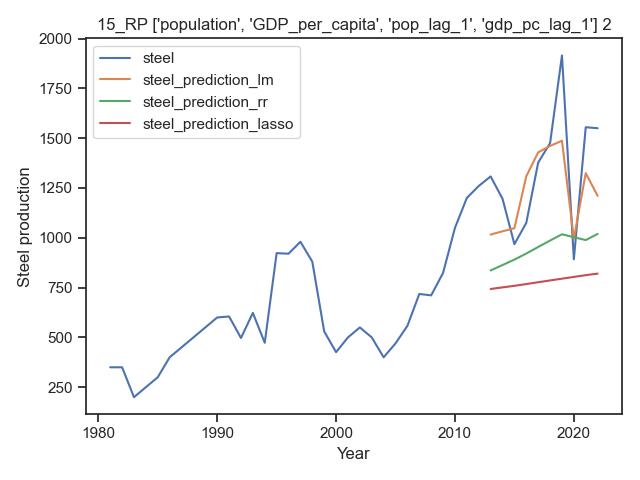 15_RP ['population', 'GDP_per_capita', 'pop_lag_1', 'gdp_pc_lag_1'] 2
2000
1750
1500
1250
1000
750
500
250
Steel production
steel
steel_prediction_lm
steel_prediction_rr
steel_prediction_lasso
1980
1990
2000
2010
2020
Year